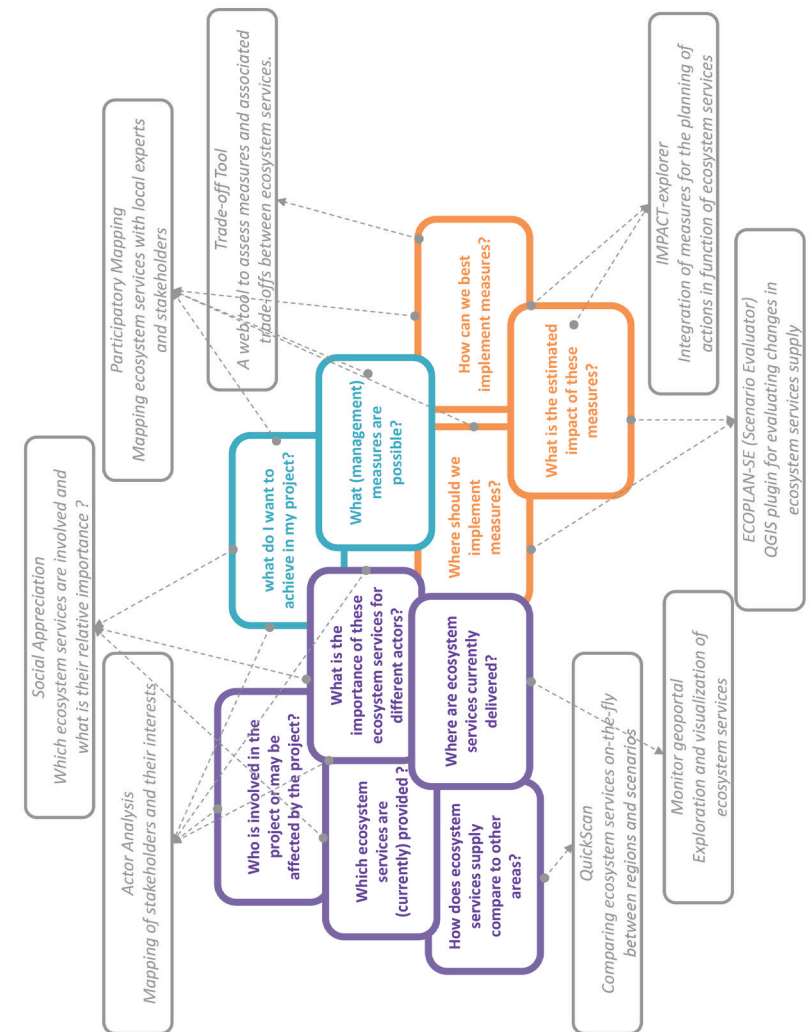 Social Appreciation
Which ecosystem services are involved and
what is their relative importance ?
Actor Analysis
Mapping of stakeholders and their interests
Participatory Mapping
Mapping ecosystem services with local experts
and stakeholders
Trade-off Tool
A web tool to assess measures and associated
trade-offs between ecosystem services.
Who is involved in the
project or may be
affected by the project?
what do I want to
achieve in my project?
Which ecosystem
services are
(currently) provided ?
What is the
importance of these
ecosystem services for
different actors?
What (management)
measures are
possible?
How does ecosystem
services supply
compare to other
areas?
Where are ecosystem
services currently
delivered?
Where should we
implement
measures?
How can we best
implement measures?
What is the estimated
impact of these
measures?
QuickScan
Comparing ecosystem services on-the-fly
between regions and scenarios
Monitor geoportal
Exploration and visualization of
ecosystem services
ECOPLAN-SE (Scenario Evaluator)
QGIS plugin for evaluating changes in
ecosystem services supply
IMPACT-explorer
Integration of measures for the planning of
actions in function of ecosystem services